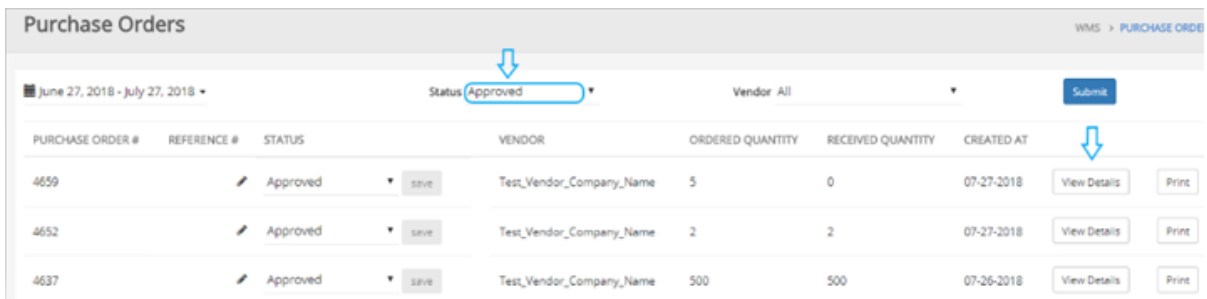 Purchase Orders
WMS > PURCHASE ORDE
June 27, 2018 - July 27, 2018 Status Approved Vendor All Submit
PURCHASE ORDER # REFERENCE # STATUS VENDOR ORDERED QUANTITY RECEIVED QUANTITY CREATED AT
4659 Approved save Test_Vendor_Company_Name 5 0 07-27-2018 View Details Print
4652 Approved save Test_Vendor_Company_Name 2 2 07-27-2018 View Details Print
4637 Approved save Test_Vendor_Company_Name 500 500 07-26-2018 View Details Print